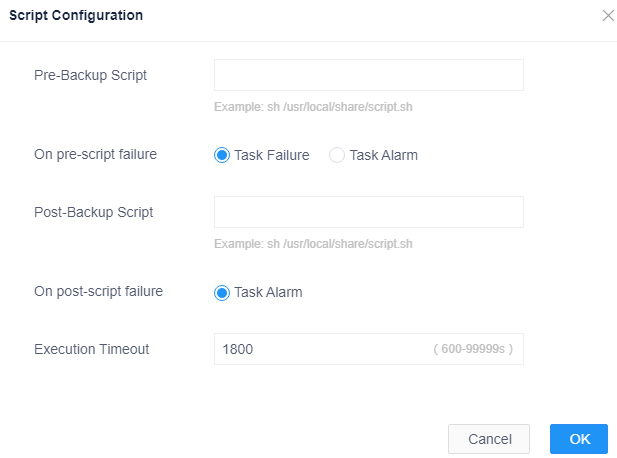 Script Configuration
Pre-Backup Script
Example: sh /usr/local/share/script.sh
On pre-script failure Task Failure Task Alarm
Post-Backup Script
Example: sh /usr/local/share/script.sh
On post-script failure Task Alarm
Execution Timeout 1800 ( 600-99999s )
Cancel OK